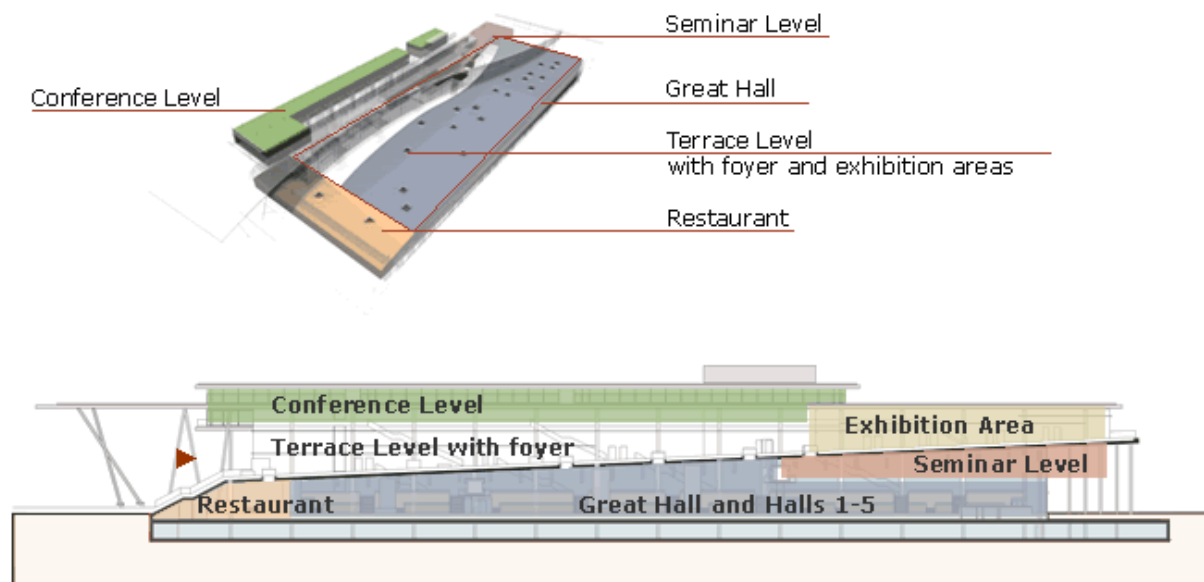 Seminar Level
Conference Level
Great Hall
Terrace Level
with foyer and exhibition areas
Restaurant
Conference Level
Exhibition Area
Terrace Level with foyer
Seminar Level
Restaurant
Great Hall and Halls 1-5